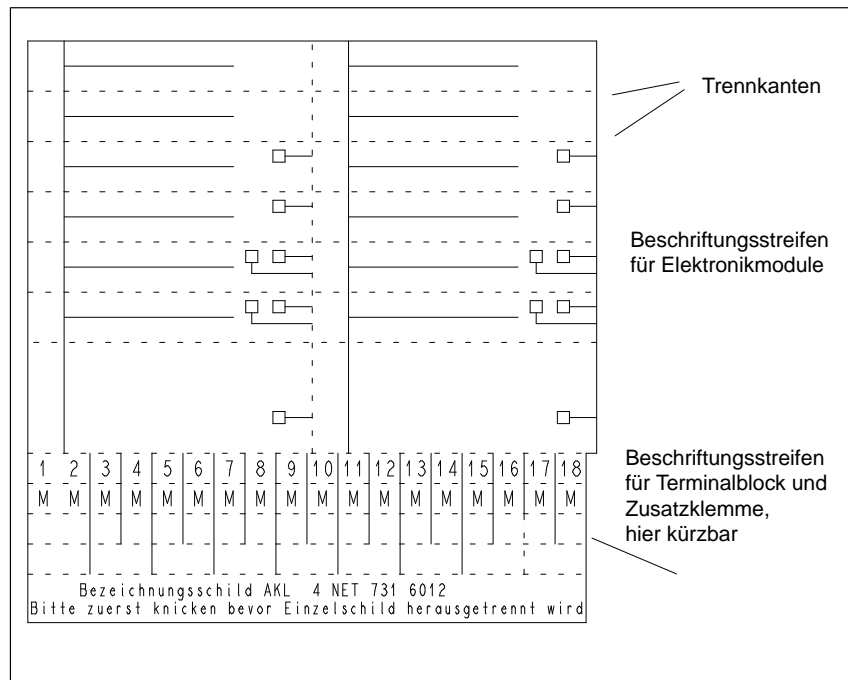 Trennkanten
Beschriftungsstreifen
für Elektronikmodule
1 2 3 4 5 6 7 8 9 10 11 12 13 14 15 16 17 18
M M M M M M M M M M M M M M M M M M
Beschriftungsstreifen
für Terminalblock und
Zusatzklemme,
hier kürzbar
Bezeichnungsschild AKL 4 NET 731 6012
Bitte zuerst knicken bevor Einzelschild herausgetrennt wird